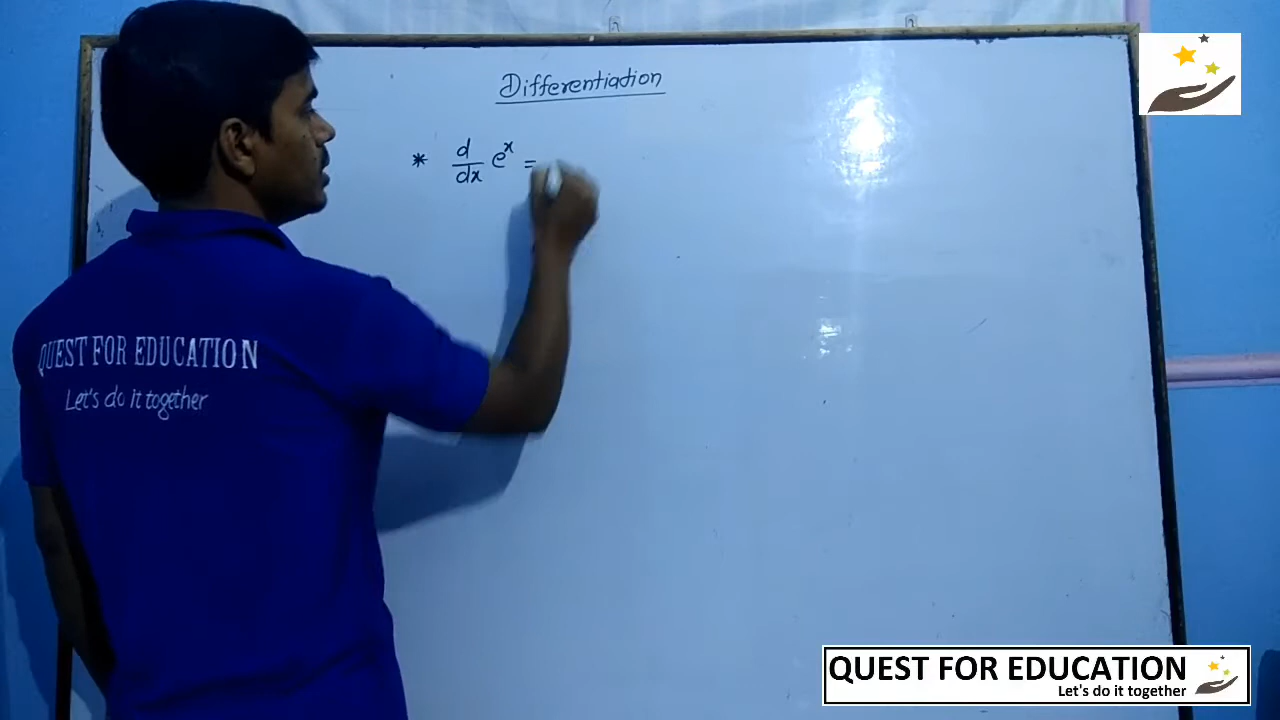 Differentiation
* d/dx e^x =
QUEST FOR EDUCATION
Let's do it together
QUEST FOR EDUCATION
Let's do it together